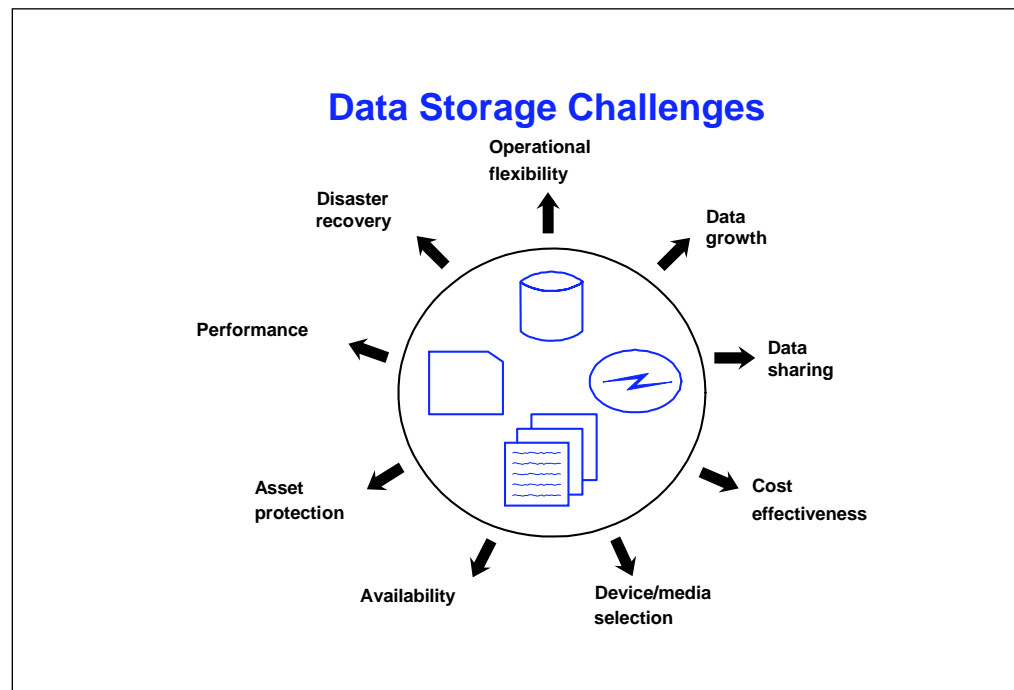 Data Storage Challenges
Operational
flexibility
Disaster
recovery
Data
growth
Performance
Data
sharing
Asset
protection
Cost
effectiveness
Availability
Device/media
selection